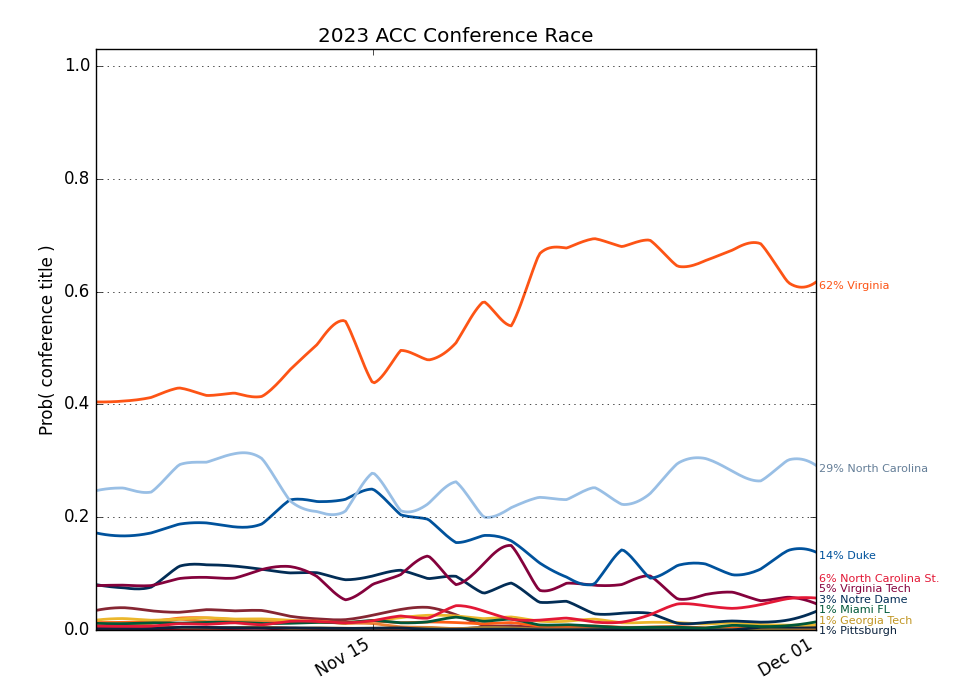 2023 ACC Conference Race
Prob( conference title )
1.0
0.8
0.6
0.4
0.2
0.0
Nov 15
Dec 01
62% Virginia
29% North Carolina
14% Duke
6% North Carolina St.
5% Virginia Tech
3% Notre Dame
1% Miami FL
1% Georgia Tech
1% Pittsburgh